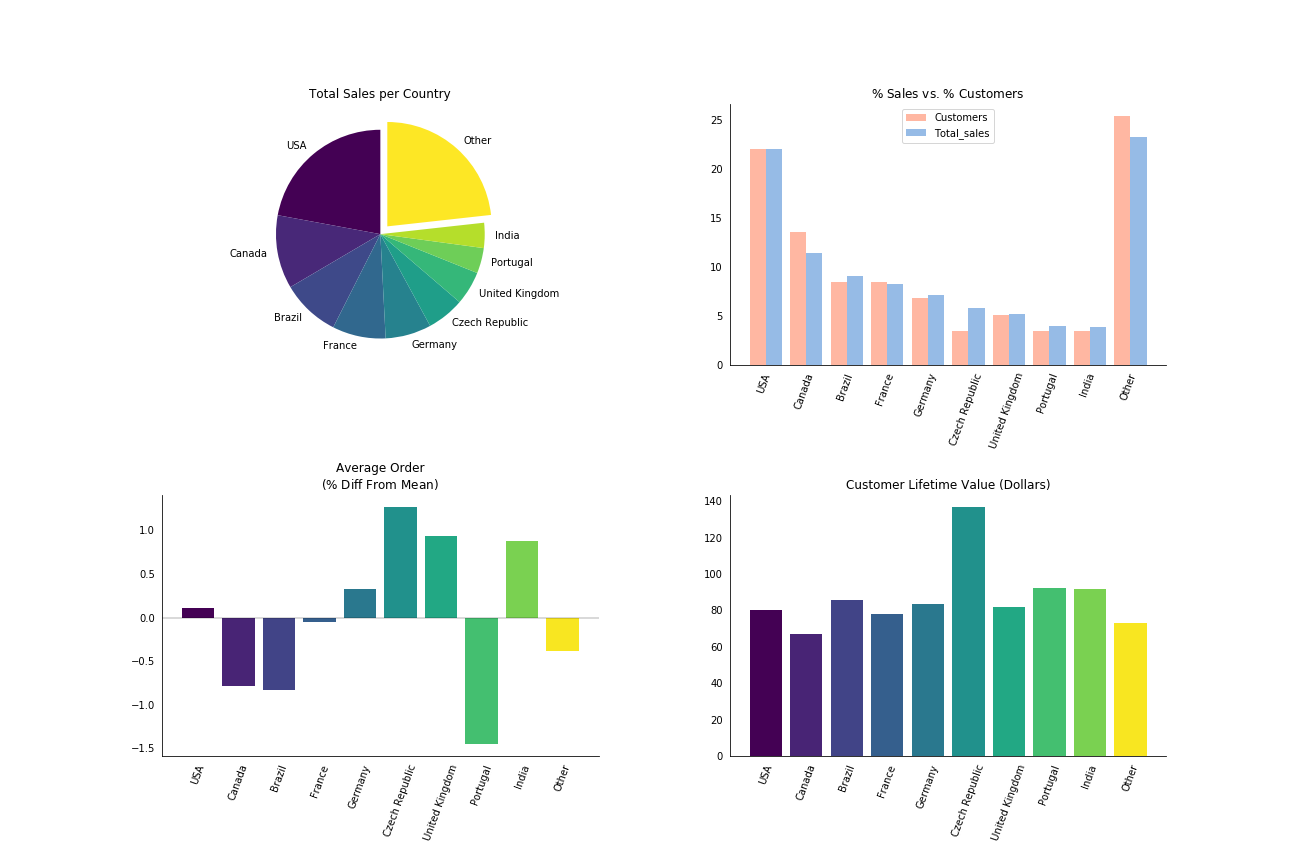 Total Sales per Country
USA
Other
Canada
India
Portugal
United Kingdom
Brazil
Czech Republic
France
Germany
% Sales vs. % Customers
Customers
Total_sales
25
20
15
10
5
0
USA
Canada
Brazil
France
Germany
Czech Republic
United Kingdom
Portugal
India
Other
Average Order
(% Diff From Mean)
1.0
0.5
0.0
−0.5
−1.0
−1.5
USA
Canada
Brazil
France
Germany
Czech Republic
United Kingdom
Portugal
India
Other
Customer Lifetime Value (Dollars)
140
120
100
80
60
40
20
0
USA
Canada
Brazil
France
Germany
Czech Republic
United Kingdom
Portugal
India
Other